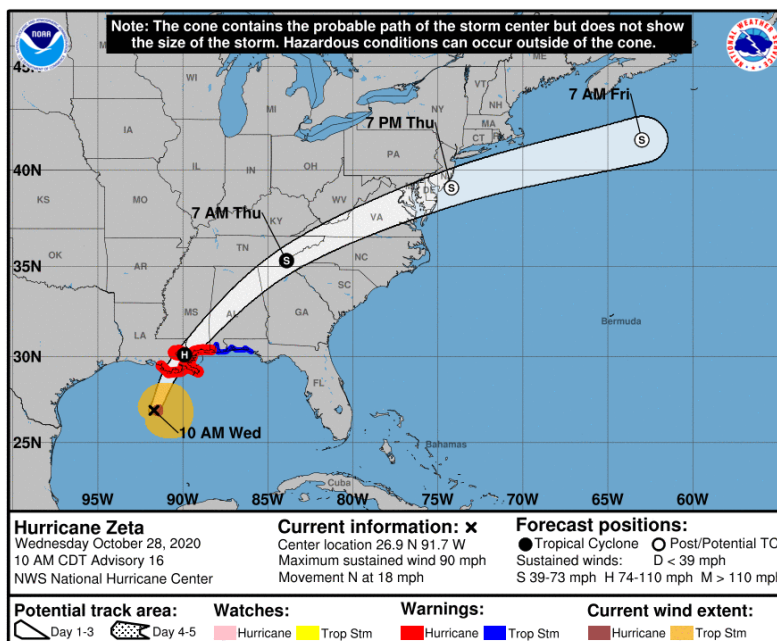 Note: The cone contains the probable path of the storm center but does not show
the size of the storm. Hazardous conditions can occur outside of the cone.
NOAA
NATIONAL WEATHER SERVICE
45N
40N
35N
30N
25N
95W
90W
85W
80W
75W
70W
65W
60W
7 AM Fri
7 PM Thu
7 AM Thu
10 AM Wed
S
S
S
H
WI
MI
NY
VT
NH
ME
MA
CT
IA
PA
IL
IN
OH
DE
KS
MO
WV
VA
KY
OK
AR
TN
NC
SC
MS
AL
GA
LA
FL
Bermuda
Bahamas
Cuba
Hurricane Zeta
Wednesday October 28, 2020
10 AM CDT Advisory 16
NWS National Hurricane Center
Current information: ×
Center location 26.9 N 91.7 W
Maximum sustained wind 90 mph
Movement N at 18 mph
Forecast positions:
Tropical Cyclone Post/Potential TC
Sustained winds: D < 39 mph
S 39-73 mph H 74-110 mph M > 110 mph
Potential track area:
Day 1-3 Day 4-5
Watches:
Hurricane Trop Stm
Warnings:
Hurricane Trop Stm
Current wind extent:
Hurricane Trop Stm